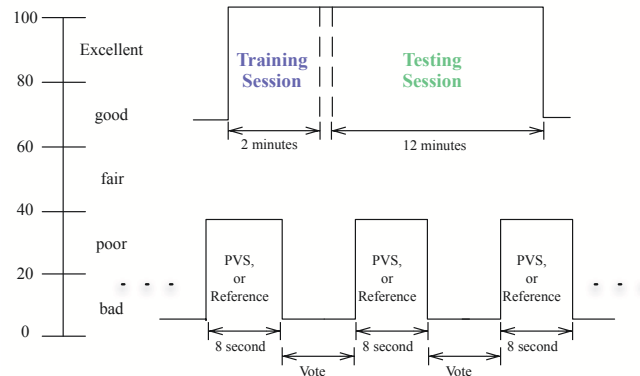 100
Excellent
80
good
60
fair
40
poor
20
bad
0
Training
Session
Testing
Session
2 minutes
12 minutes
PVS,
or
Reference
PVS,
or
Reference
PVS,
or
Reference
8 second
8 second
8 second
Vote
Vote